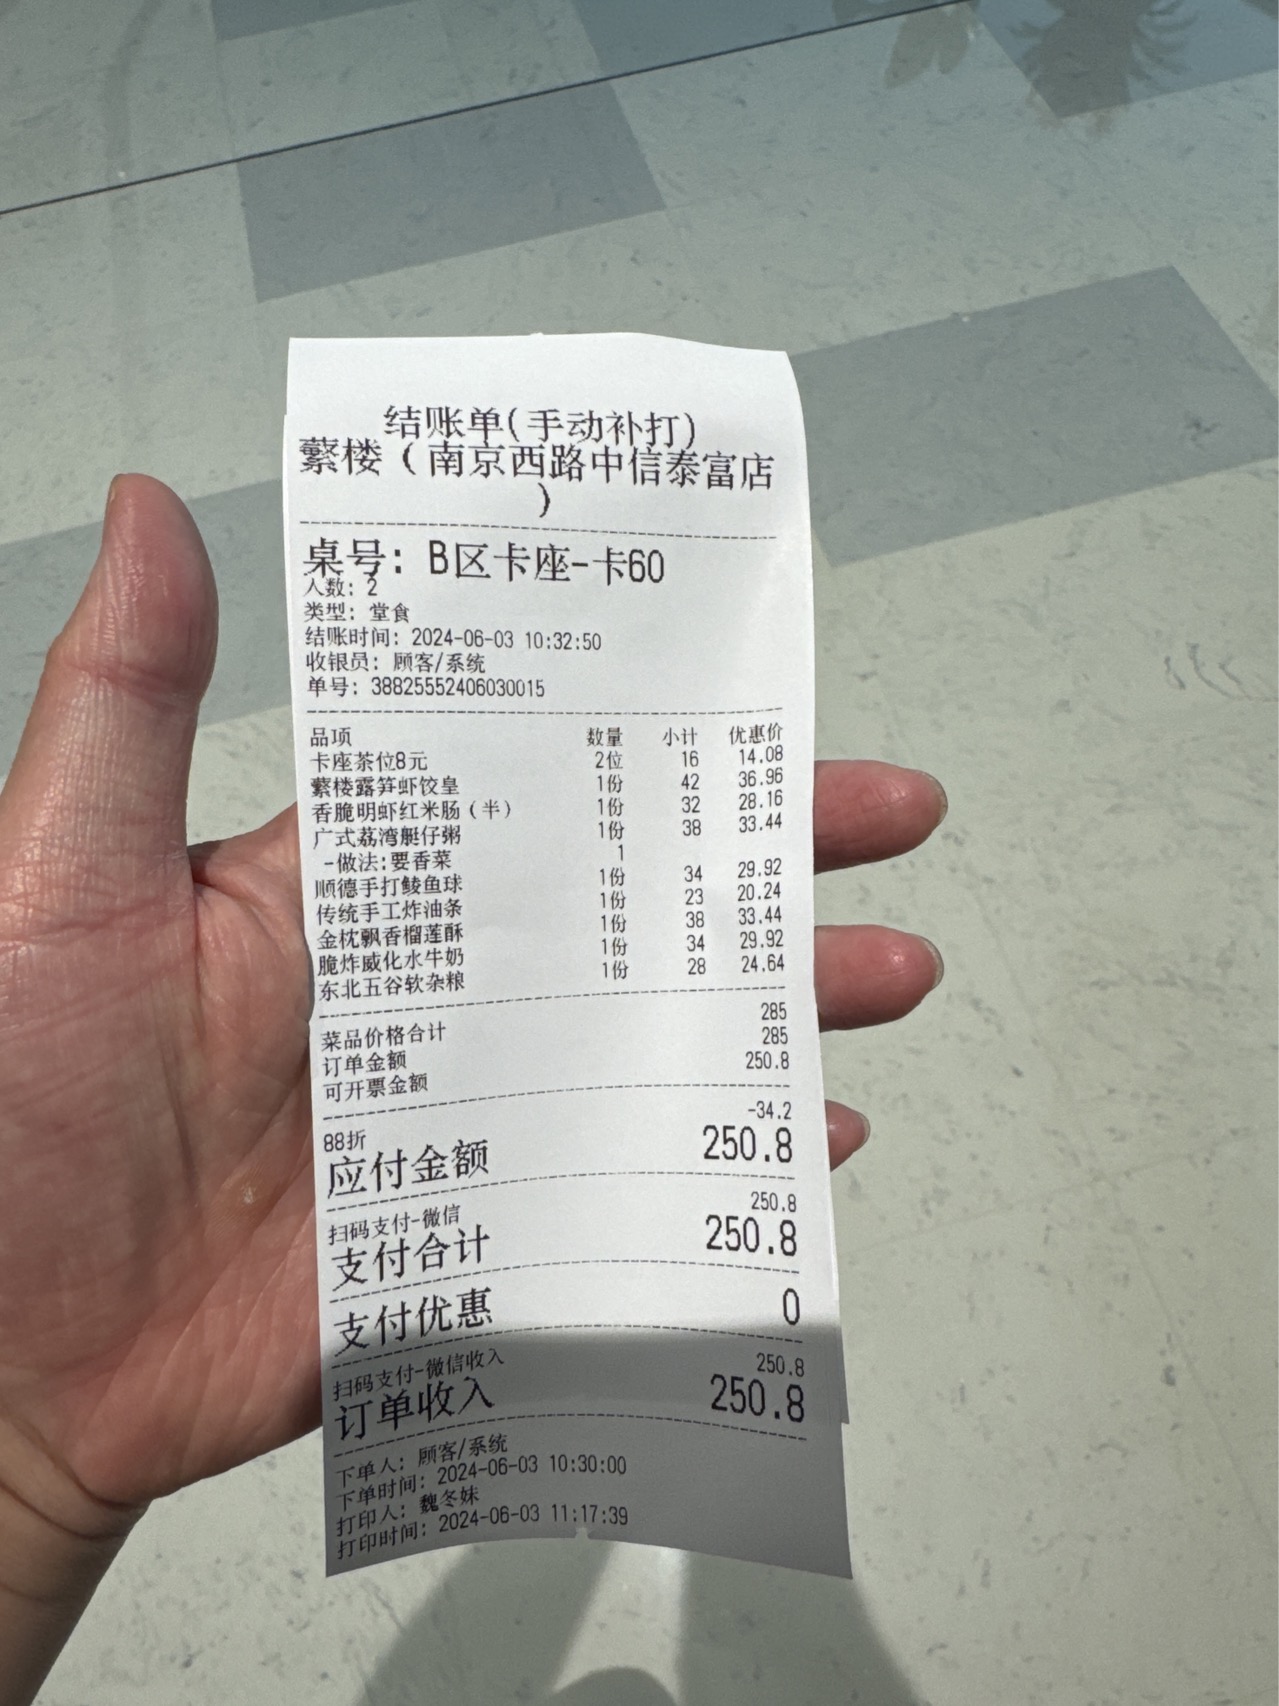 结账单(手动补打)
蘩楼（南京西路中信泰富店
）
桌号: B区卡座-卡60
人数: 2
类型: 堂食
结账时间: 2024-06-03 10:32:50
收银员: 顾客/系统
单号: 38825552406030015
品项 数量 小计 优惠价
卡座茶位8元 2位 16 14.08
蘩楼露笋虾饺皇 1份 42 36.96
香脆明虾红米肠（半） 1份 32 28.16
广式荔湾艇仔粥 1份 38 33.44
-做法:要香菜 1
顺德手打鲮鱼球 1份 34 29.92
传统手工炸油条 1份 23 20.24
金枕飘香榴莲酥 1份 38 33.44
脆炸威化水牛奶 1份 34 29.92
东北五谷软杂粮 1份 28 24.64
菜品价格合计 285
订单金额 285
可开票金额 250.8
88折 -34.2
应付金额 250.8
扫码支付-微信 250.8
支付合计 250.8
支付优惠 0
扫码支付-微信收入 250.8
订单收入 250.8
下单人: 顾客/系统
下单时间: 2024-06-03 10:30:00
打印人: 魏冬妹
打印时间: 2024-06-03 11:17:39